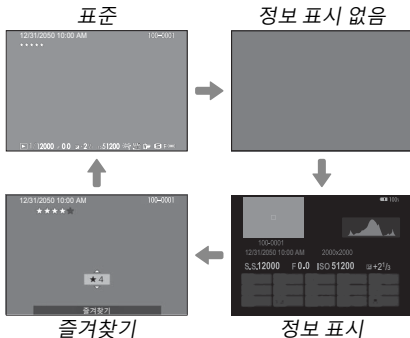 표준
정보 표시 없음
12/31/2050 10:00 AM 100-0001
★★★★★
12000 0.0 2 51200
12/31/2050 10:00 AM 100-0001
★★★★★
★ 4
즐겨찾기
100-0001
12/31/2050 10:00 AM 2000x2000
S.S.12000 F 0.0 ISO 51200 +2 1/3
즐겨찾기
정보 표시